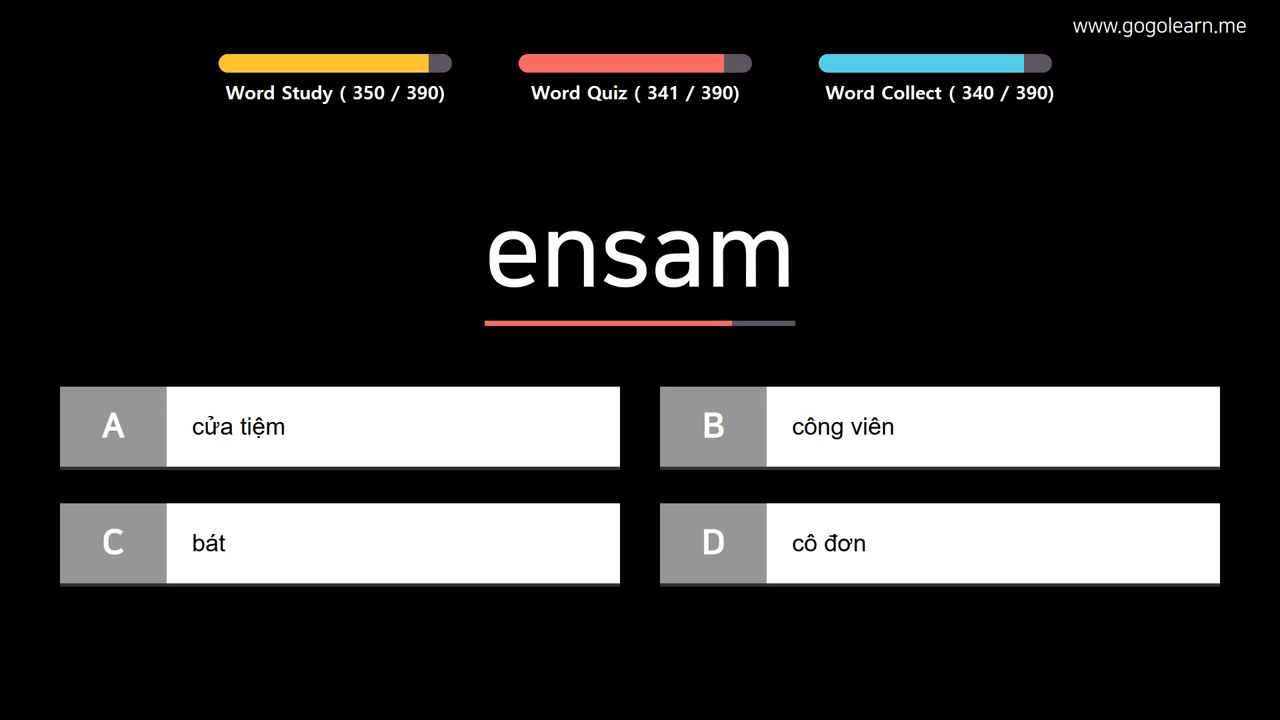 www.gogolearn.me
Word Study ( 350 / 390)
Word Quiz ( 341 / 390)
Word Collect ( 340 / 390)
ensam
A
cửa tiệm
B
công viên
C
bát
D
cô đơn